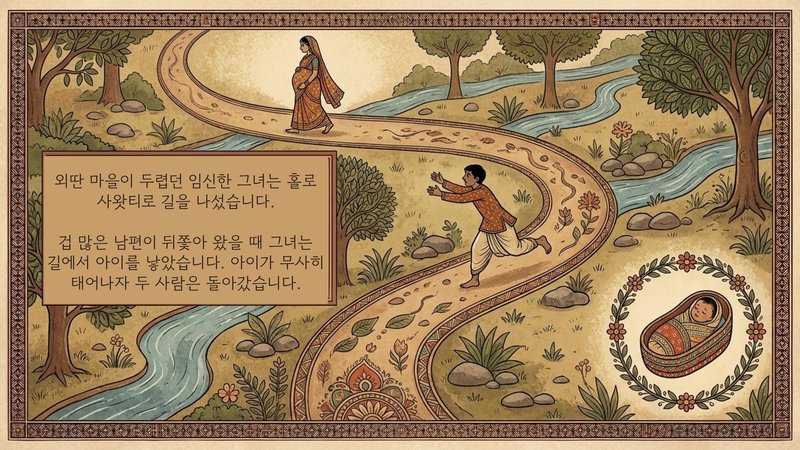 외딴 마을이 두렵던 임신한 그녀는 홀로
사왓티로 길을 나섰습니다.
겁 많은 남편이 뒤쫓아 왔을 때 그녀는
길에서 아이를 낳았습니다. 아이가 무사히
태어나자 두 사람은 돌아갔습니다.